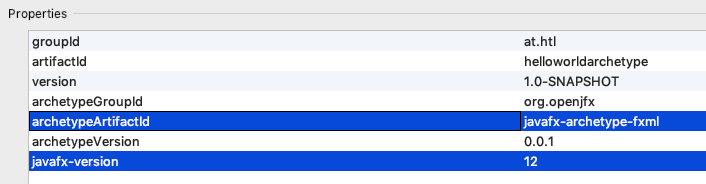 Properties
groupId at.htl
artifactId helloworldarchetype
version 1.0-SNAPSHOT
archetypeGroupId org.openjfx
archetypeArtifactId javafx-archetype-fxml
archetypeVersion 0.0.1
javafx-version 12